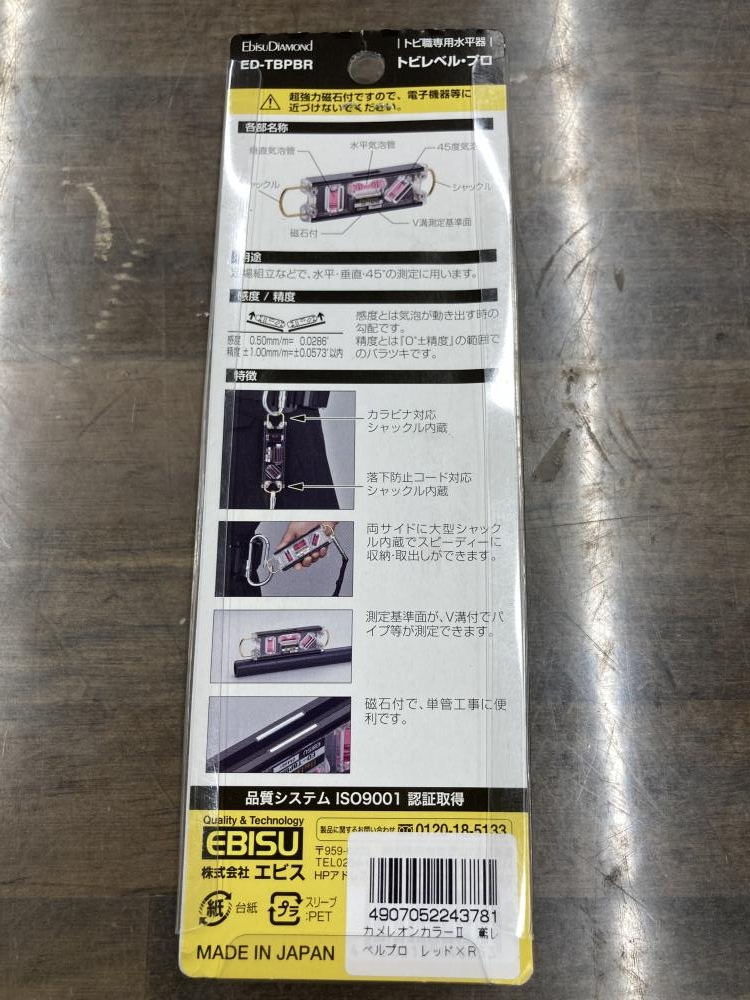 EBISU DIAMOND
トビ職専用水平器
ED-TBPBR
トビレベル・プロ
超強力磁石付ですので、電子機器等に
近づけないでください。
各部名称
垂直気泡管
水平気泡管
45度気泡
シャックル
磁石付
V溝測定基準面
用途
場組立などで、水平・垂直・45°の測定に用います。
感度 / 精度
感度 0.50mm/m= 0.0286°
精度 ±1.00mm/m=±0.0573°以内
感度とは気泡が動き出す時の
勾配です。
精度とは「0°±精度」の範囲で
のバラツキです。
特徴
カラビナ対応
シャックル内蔵
落下防止コード対応
シャックル内蔵
両サイドに大型シャック
ル内蔵でスピーディーに
収納・取出しができます。
測定基準面が、V溝付でパ
イプ等が測定できます。
磁石付で、単管工事に便
利です。
品質システム ISO9001 認証取得
Quality & Technology
EBISU
株式会社 エビス
製品に関するお問い合わせ 0120-18-5133
〒959-
TEL02
HPアド
紙 台紙
プラ スリーブ
:PET
MADE IN JAPAN
4907052243781
カメレオンカラーⅡ 鳶レ
ベルプロ レッド×R